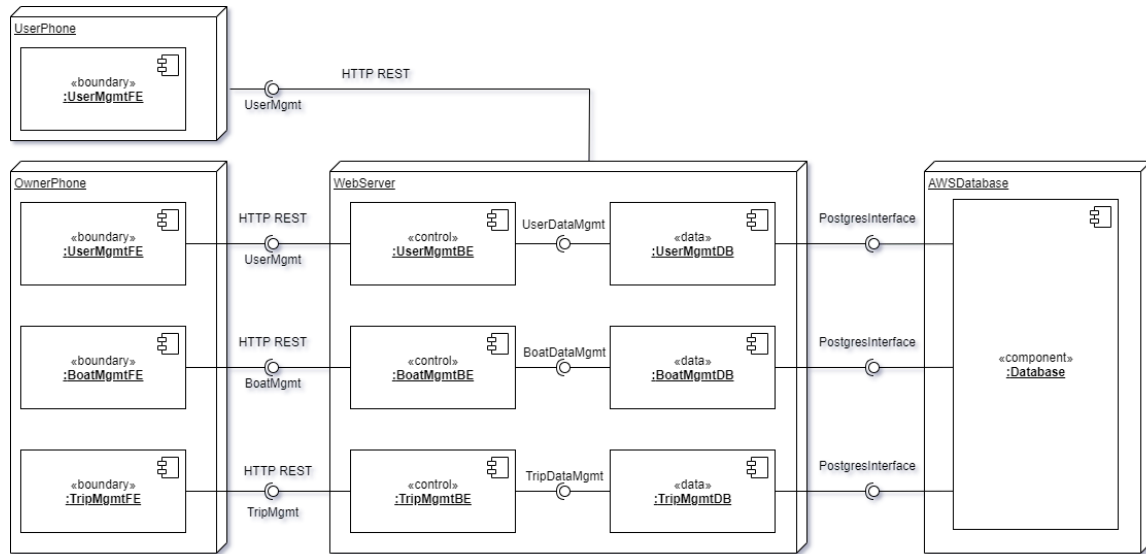 UserPhone
«boundary»
:UserMgmtFE
HTTP REST
UserMgmt
OwnerPhone
«boundary»
:UserMgmtFE
HTTP REST
UserMgmt
«boundary»
:BoatMgmtFE
HTTP REST
BoatMgmt
«boundary»
:TripMgmtFE
HTTP REST
TripMgmt
WebServer
«control»
:UserMgmtBE
UserDataMgmt
«data»
:UserMgmtDB
«control»
:BoatMgmtBE
BoatDataMgmt
«data»
:BoatMgmtDB
«control»
:TripMgmtBE
TripDataMgmt
«data»
:TripMgmtDB
PostgresInterface
PostgresInterface
PostgresInterface
AWSDatabase
«component»
:Database